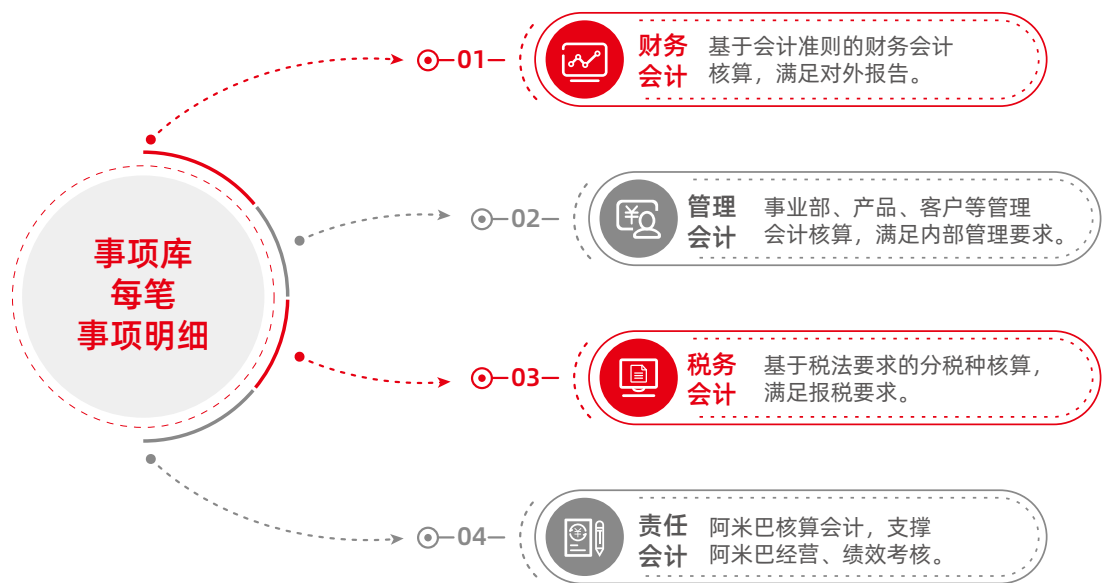 事项库
每笔
事项明细
01
财务
会计
基于会计准则的财务会计
核算，满足对外报告。
02
管理
会计
事业部、产品、客户等管理
会计核算，满足内部管理要求。
03
税务
会计
基于税法要求的分税种核算，
满足报税要求。
04
责任
会计
阿米巴核算会计，支撑
阿米巴经营、绩效考核。